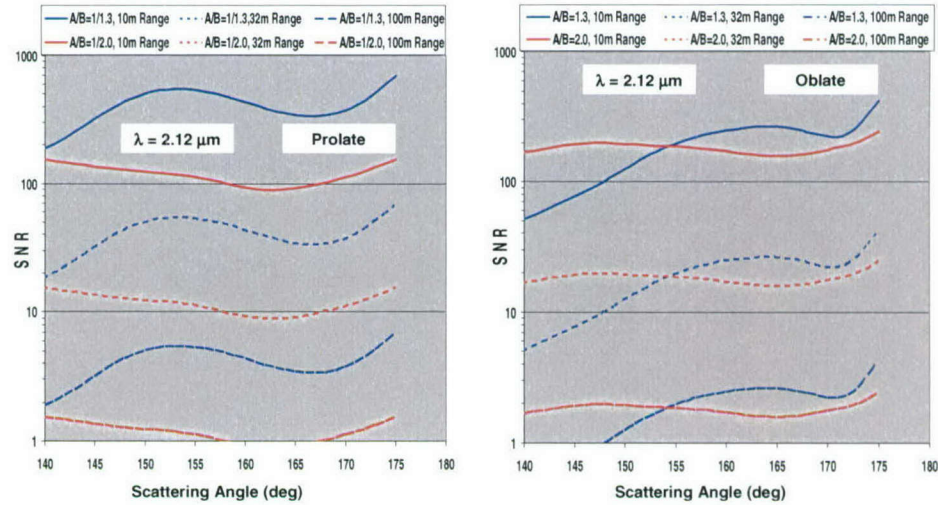 A/B=1/1.3, 10m Range A/B=1/1.3,32m Range A/B=1/1.3, 100m Range
A/B=1/2.0, 10m Range A/B=1/2.0, 32m Range A/B=1/2.0, 100m Range
1000
100
10
1
SNR
λ = 2.12 µm
Prolate
140 145 150 155 160 165 170 175 180
Scattering Angle (deg)
A/B=1.3, 10m Range A/B=1.3, 32m Range A/B=1.3, 100m Range
A/B=2.0, 10m Range A/B=2.0, 32m Range A/B=2.0, 100m Range
1000
100
10
1
SNR
λ = 2.12 µm
Oblate
140 145 150 155 160 165 170 175 180
Scattering Angle (deg)